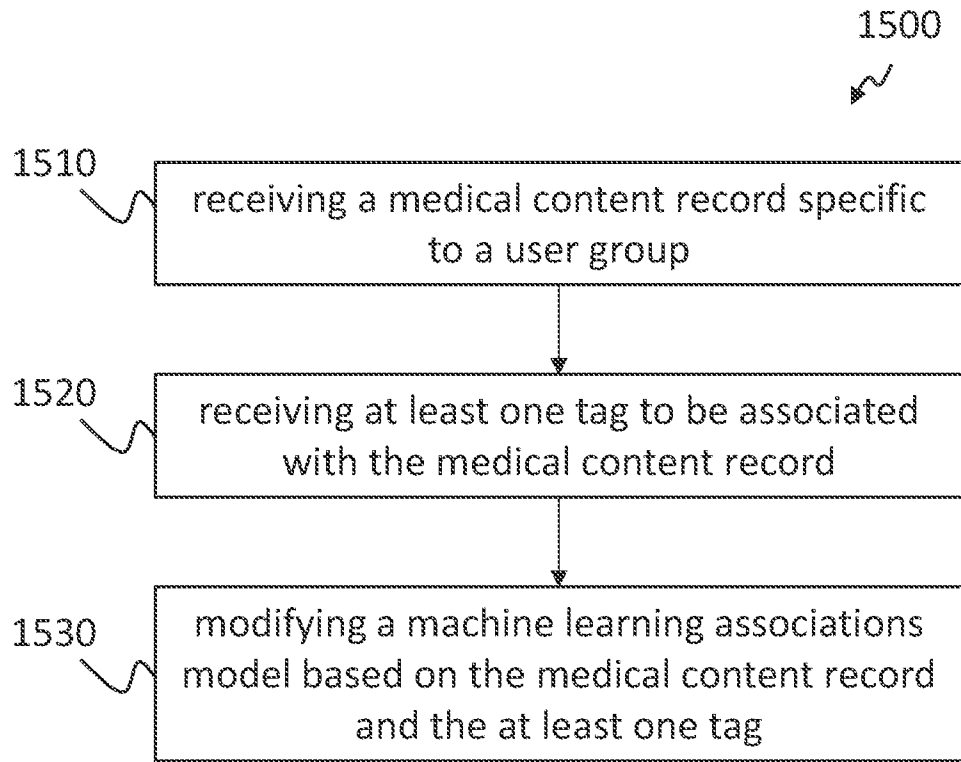 1500
1510
receiving a medical content record specific
to a user group
1520
receiving at least one tag to be associated
with the medical content record
1530
modifying a machine learning associations
model based on the medical content record
and the at least one tag